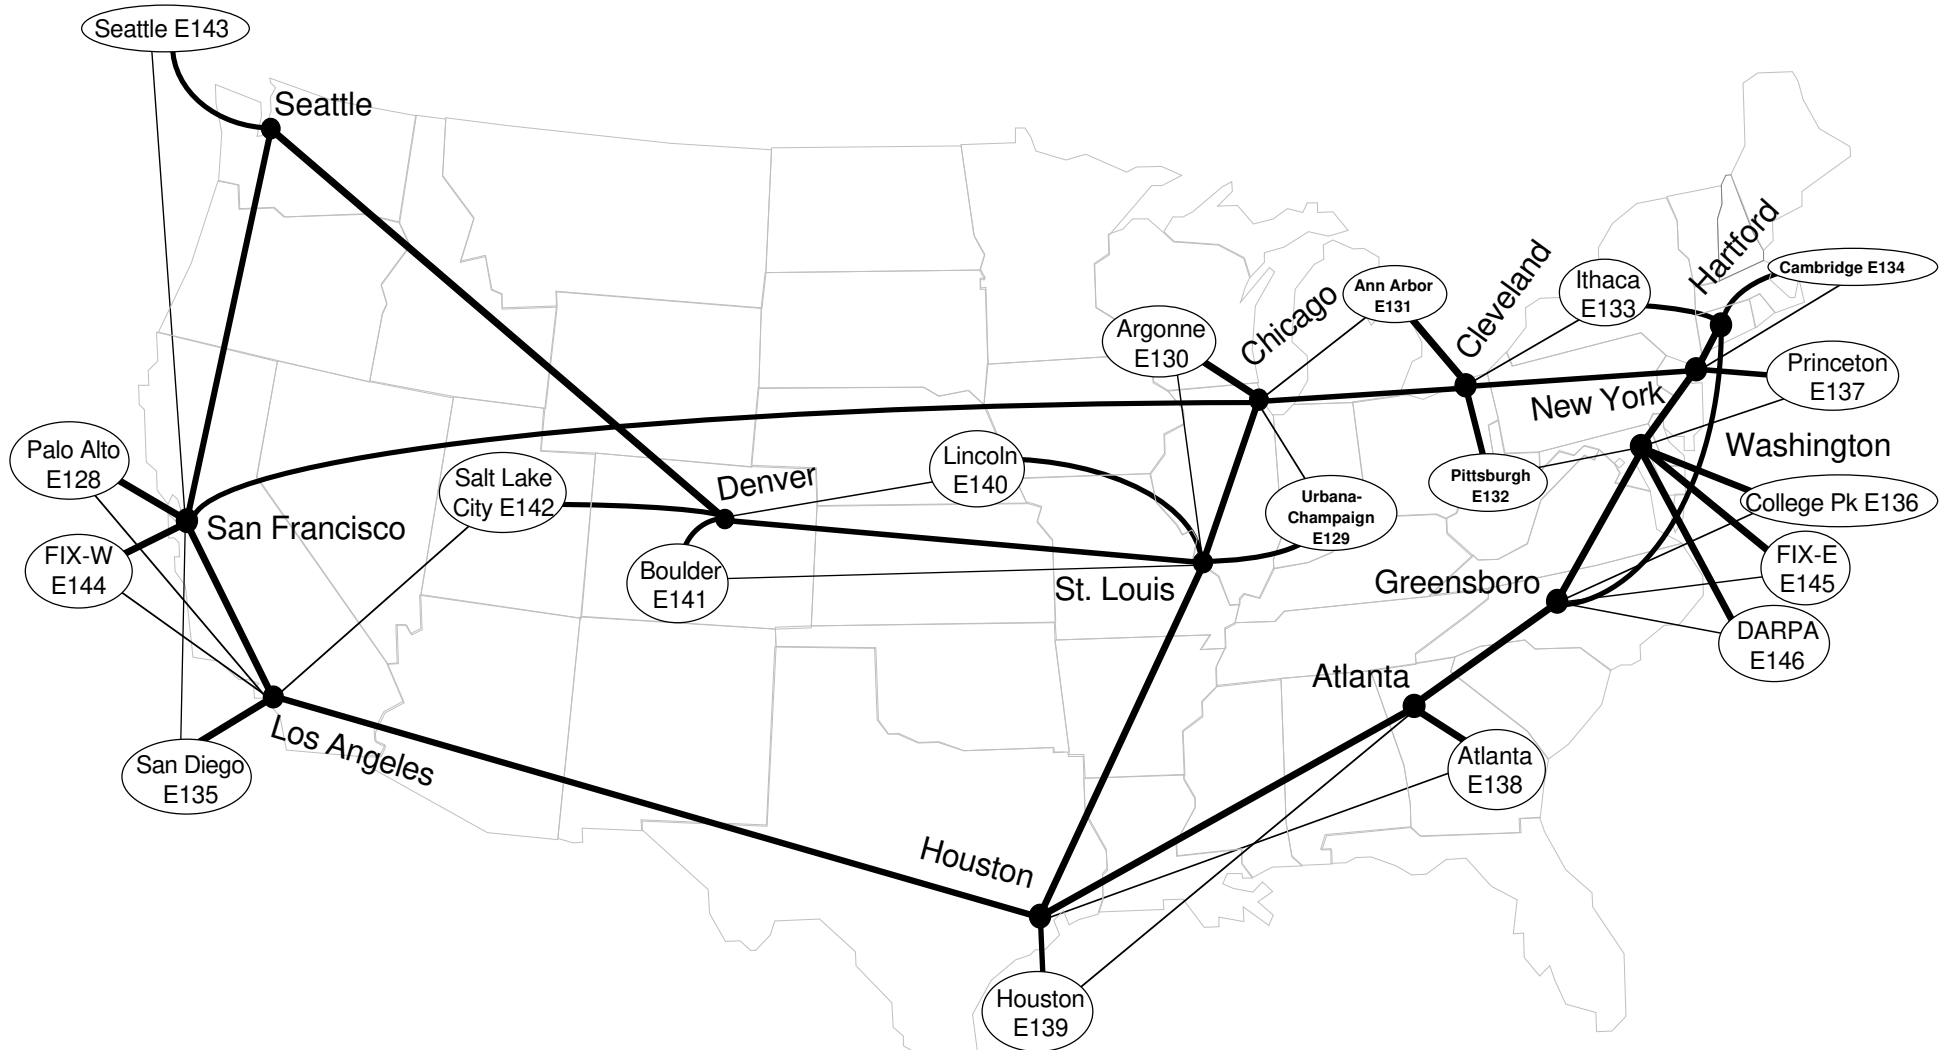 Seattle E143
Seattle
Hartford
Cambridge E134
Ithaca
E133
Ann Arbor
E131
Cleveland
Chicago
Argonne
E130
Princeton
E137
New York
Washington
Palo Alto
E128
Salt Lake
City E142
Denver
Lincoln
E140
Pittsburgh
E132
Urbana-
Champaign
E129
College Pk E136
San Francisco
FIX-W
E144
Boulder
E141
St. Louis
Greensboro
FIX-E
E145
DARPA
E146
Atlanta
Los Angeles
San Diego
E135
Atlanta
E138
Houston
Houston
E139